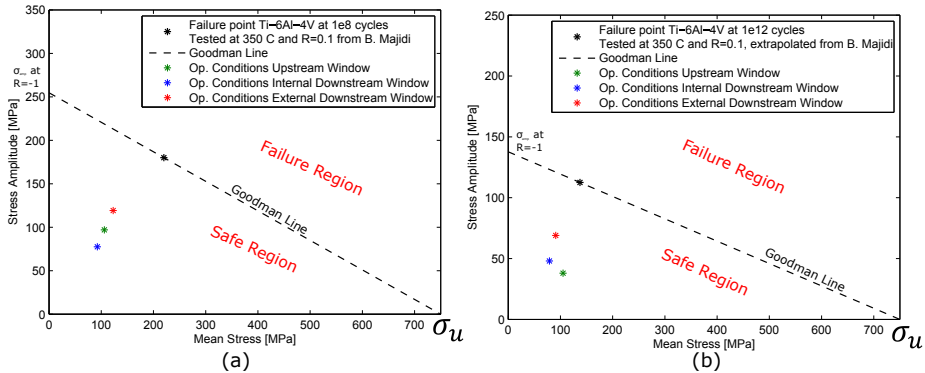 350
300
250
200
150
100
50
0
Stress Amplitude [MPa]
σ_∞ at
R=-1
Failure point Ti−6Al−4V at 1e8 cycles
Tested at 350 C and R=0.1 from B. Majidi
Goodman Line
Op. Conditions Upstream Window
Op. Conditions Internal Downstream Window
Op. Conditions External Downstream Window
Failure Region
Goodman Line
Safe Region
0 100 200 300 400 500 600 700
σu
Mean Stress [MPa]
(a)
250
200
150
100
50
0
Stress Amplitude [MPa]
σ_∞ at
R=-1
Failure point Ti−6Al−4V at 1e12 cycles
Tested at 350 C and R=0.1, extrapolated from B. Majidi
Goodman Line
Op. Conditions Upstream Window
Op. Conditions Internal Downstream Window
Op. Conditions External Downstream Window
Failure Region
Safe Region
Goodman Line
0 100 200 300 400 500 600 700
σu
Mean Stress [MPa]
(b)